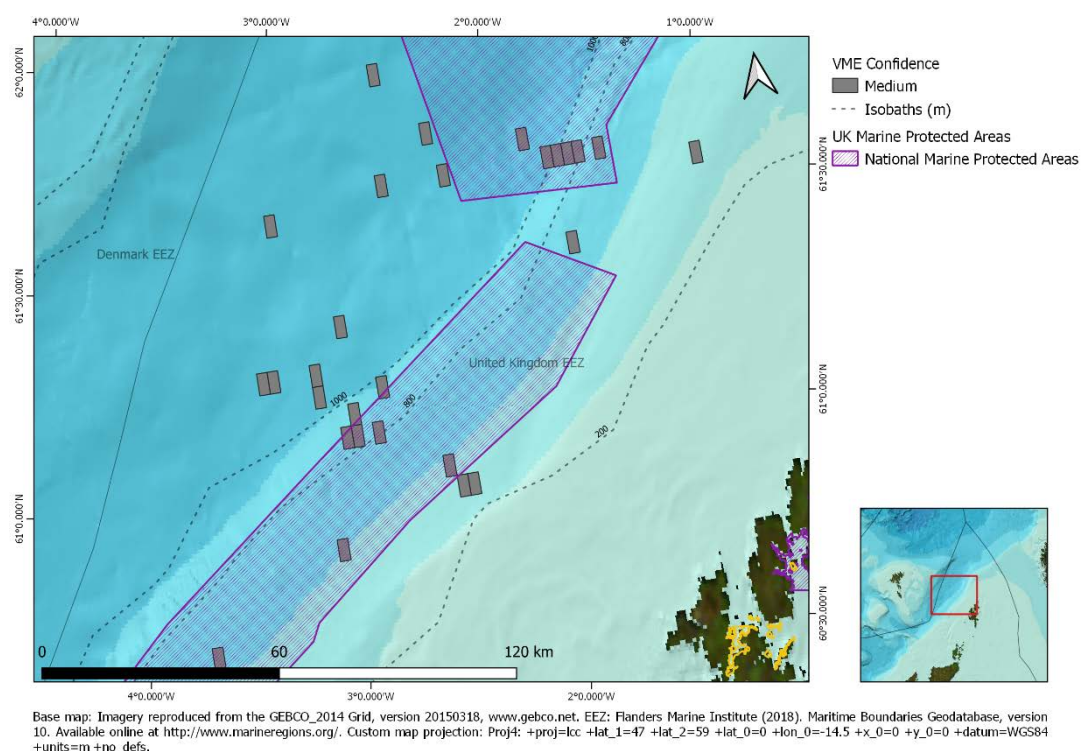 4°0.000'W 3°0.000'W 2°0.000'W 1°0.000'W
62°0.000'N
61°30.000'N
61°0.000'N
61°30.000'N
61°0.000'N
60°30.000'N
1000
800
Denmark EEZ
United Kingdom EEZ
1000
800
200
0 60 120 km
4°0.000'W 3°0.000'W 2°0.000'W
VME Confidence
Medium
Isobaths (m)
UK Marine Protected Areas
National Marine Protected Areas
Base map: Imagery reproduced from the GEBCO_2014 Grid, version 20150318, www.gebco.net. EEZ: Flanders Marine Institute (2018). Maritime Boundaries Geodatabase, version
10. Available online at http://www.marineregions.org/. Custom map projection: Proj4: +proj=lcc +lat_1=47 +lat_2=59 +lat_0=0 +lon_0=-14.5 +x_0=0 +y_0=0 +datum=WGS84
+units=m +no_defs.